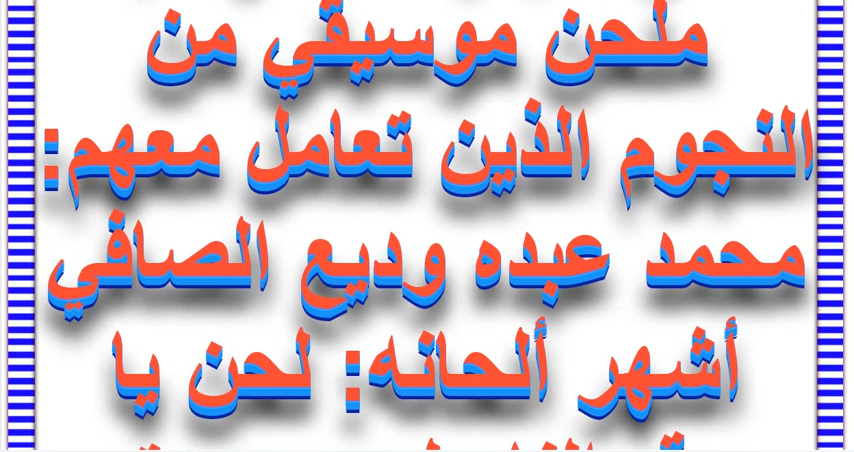 ملحن موسيقي من
النجوم الذين تعامل معهم:
محمد عبده وديع الصافي
أشهر ألحانه: لحن يا